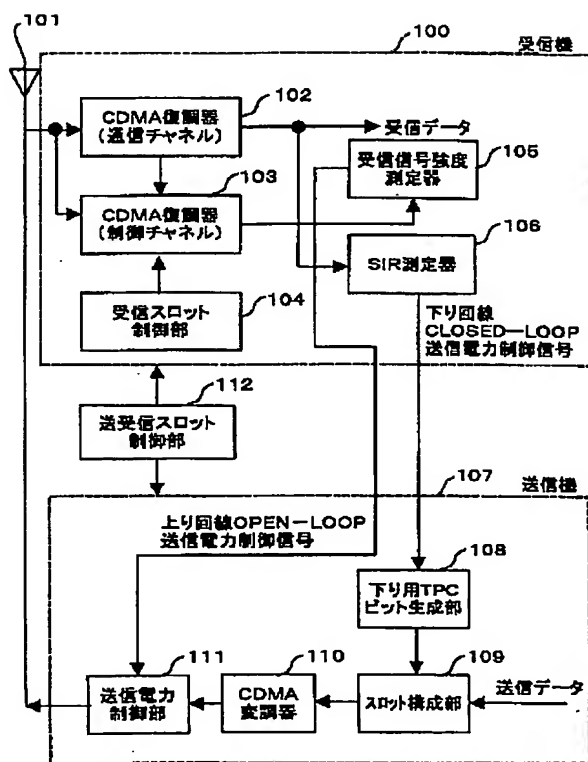 101
100
受信機
102
CDMA復調器
(通信チャネル)
受信データ
105
受信信号強度
測定器
103
CDMA復調器
(制御チャネル)
106
SIR測定器
104
受信スロット
制御部
下り回線
CLOSED-LOOP
送信電力制御信号
112
送受信スロット
制御部
107
送信機
上り回線OPEN-LOOP
送信電力制御信号
108
下り用TPC
ビット生成部
111
110
109
送信電力
制御部
CDMA
変調器
スロット構成部
送信データ